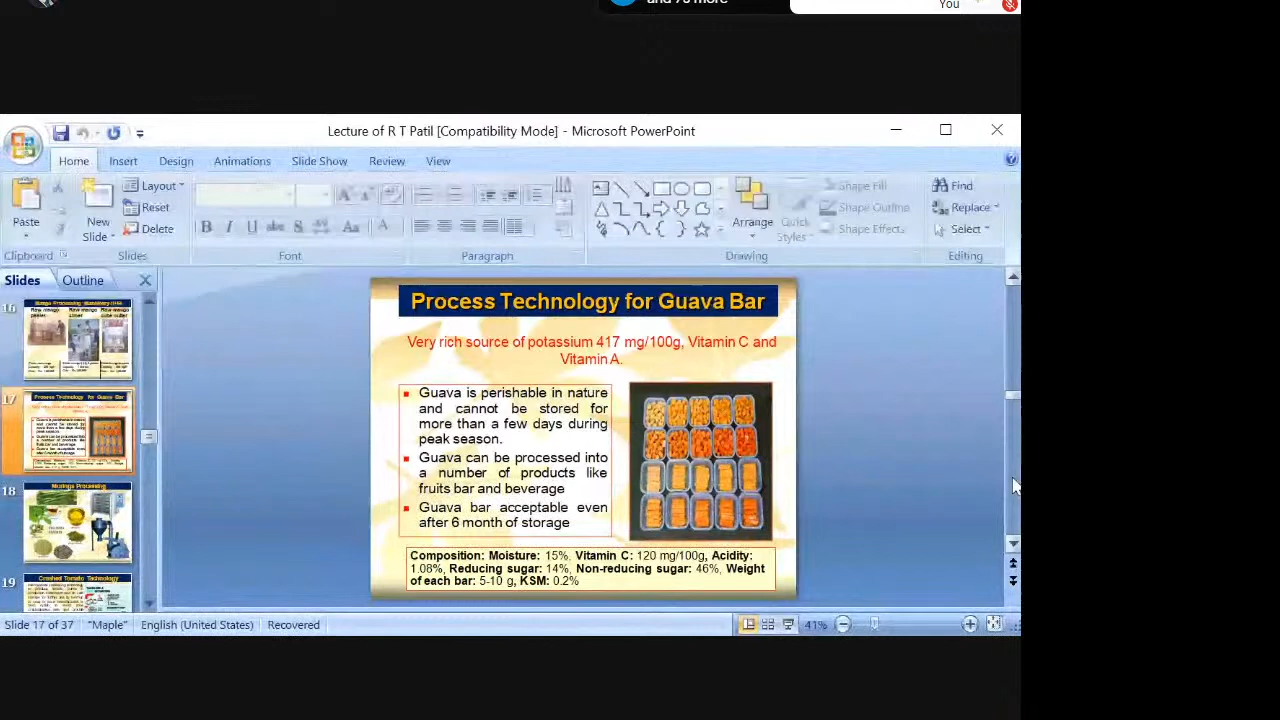 You
Lecture of R T Patil [Compatibility Mode] - Microsoft PowerPoint
Home Insert Design Animations Slide Show Review View
Paste
New
Slide
Layout
Reset
Delete
Arrange
Quick
Styles
Shape Fill
Shape Outline
Shape Effects
Find
Replace
Select
Clipboard Slides Font Paragraph Drawing Editing
Slides Outline
16
17
18
19
Process Technology for Guava Bar
Very rich source of potassium 417 mg/100g, Vitamin C and
Vitamin A.
Guava is perishable in nature
and cannot be stored for
more than a few days during
peak season.
Guava can be processed into
a number of products like
fruits bar and beverage
Guava bar acceptable even
after 6 month of storage
Composition: Moisture: 15%, Vitamin C: 120 mg/100g, Acidity:
1.08%, Reducing sugar: 14%, Non-reducing sugar: 46%, Weight
of each bar: 5-10 g, KSM: 0.2%
Slide 17 of 37 "Maple" English (United States) Recovered 41%